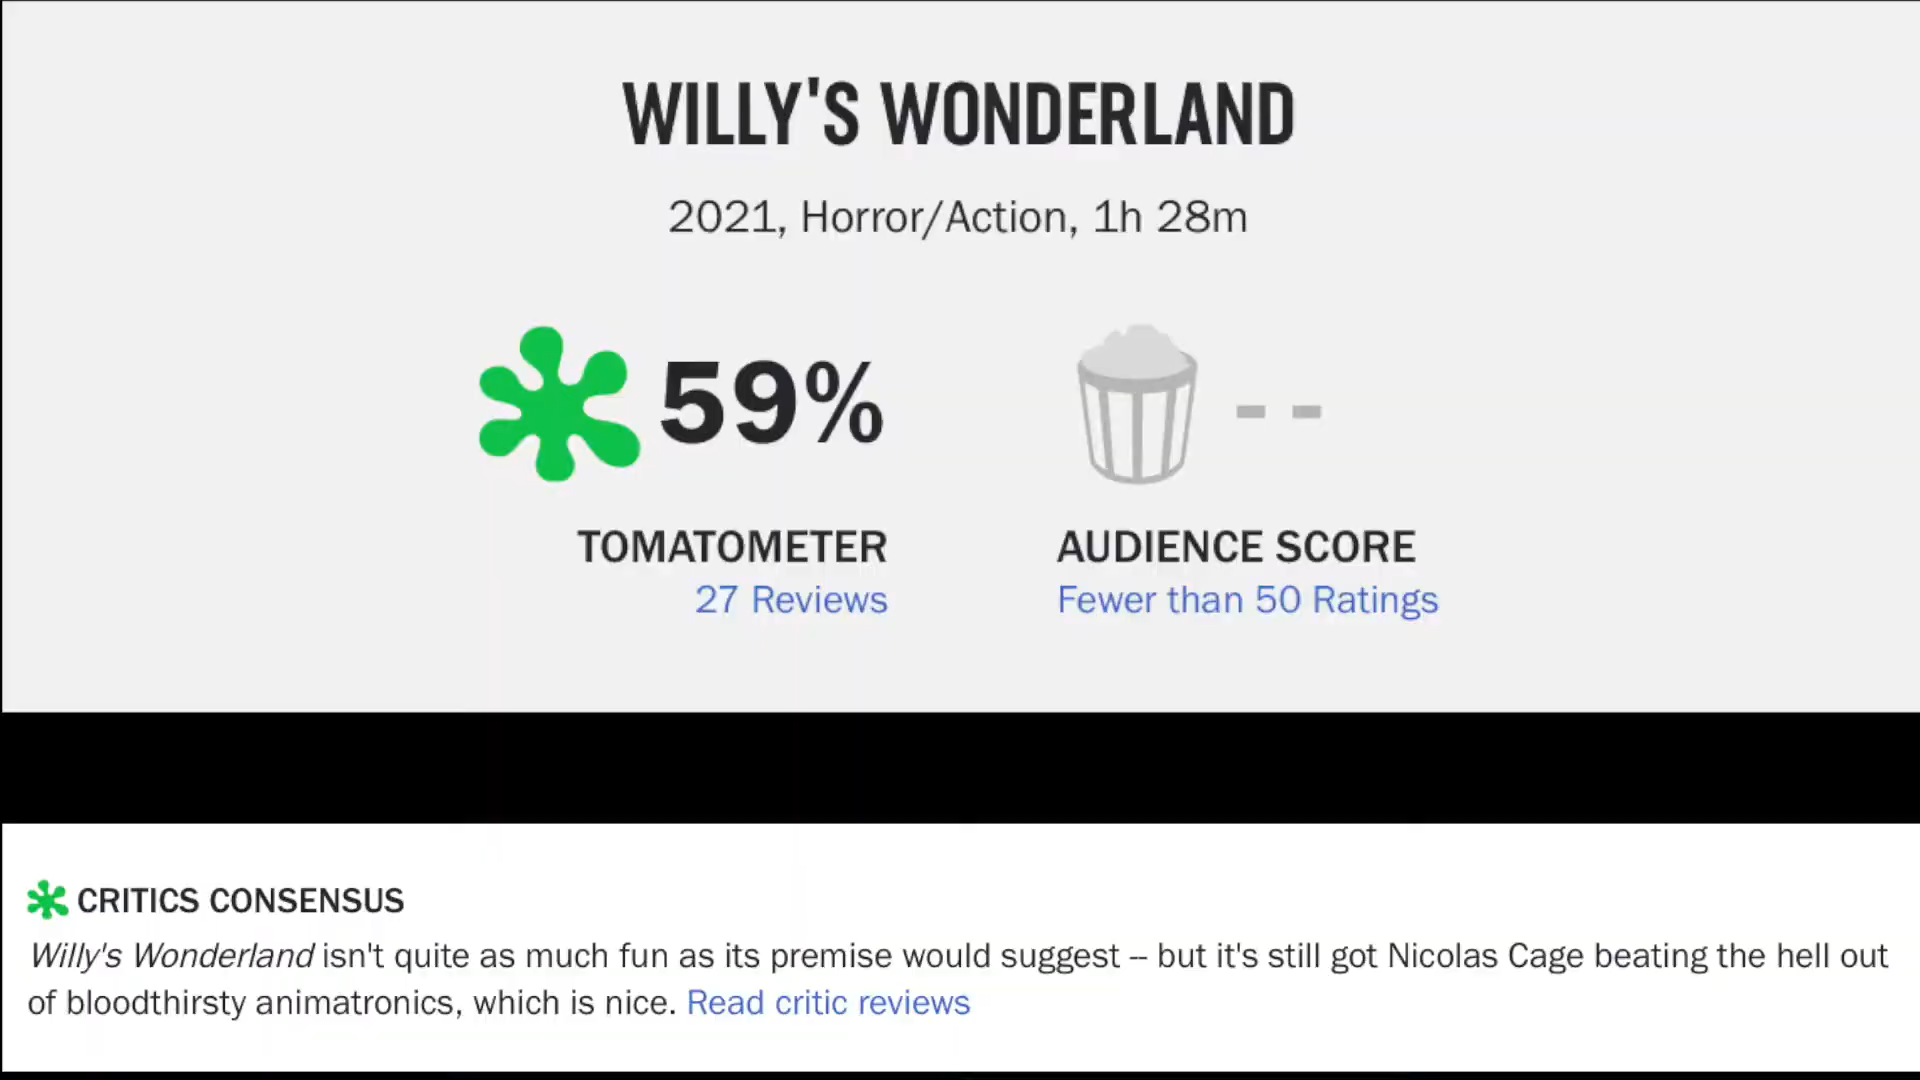 WILLY'S WONDERLAND
2021, Horror/Action, 1h 28m
59%
- -
TOMATOMETER
AUDIENCE SCORE
27 Reviews
Fewer than 50 Ratings
CRITICS CONSENSUS
Willy's Wonderland isn't quite as much fun as its premise would suggest -- but it's still got Nicolas Cage beating the hell out
of bloodthirsty animatronics, which is nice. Read critic reviews